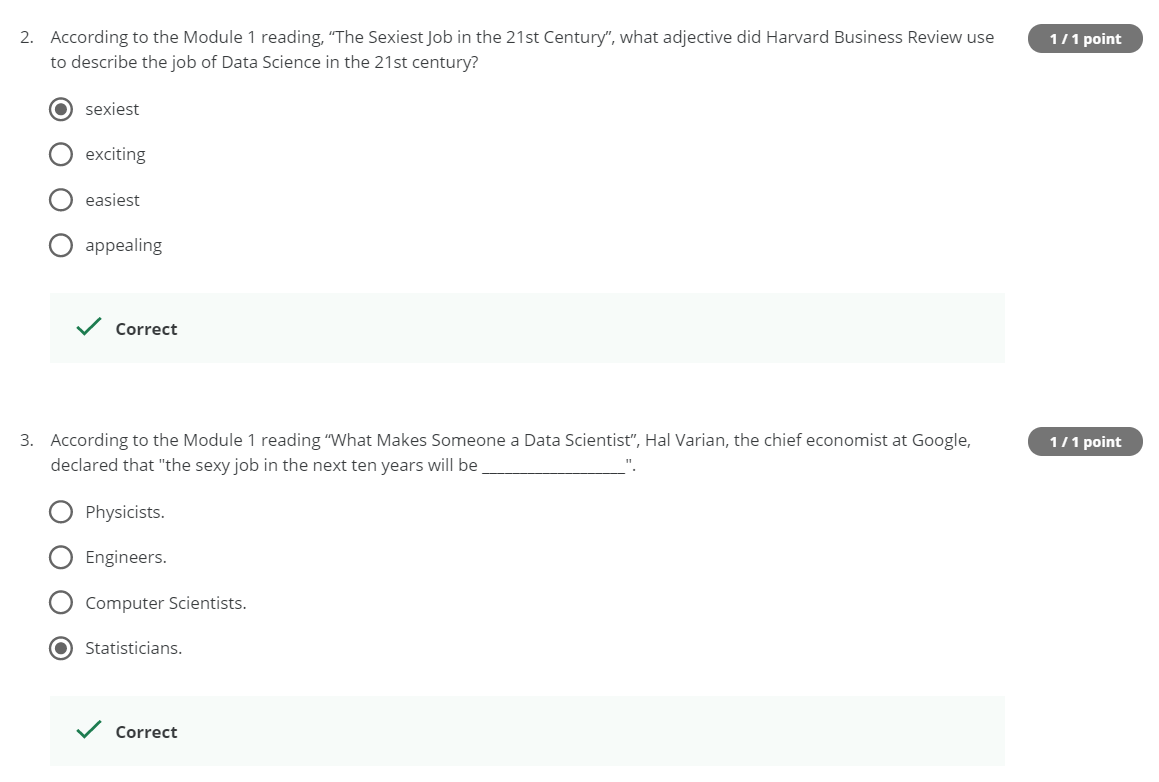 2. According to the Module 1 reading, “The Sexiest Job in the 21st Century”, what adjective did Harvard Business Review use
1 / 1 point
to describe the job of Data Science in the 21st century?
sexiest
exciting
easiest
appealing
Correct
3. According to the Module 1 reading “What Makes Someone a Data Scientist”, Hal Varian, the chief economist at Google,
1 / 1 point
declared that "the sexy job in the next ten years will be ___________________".
Physicists.
Engineers.
Computer Scientists.
Statisticians.
Correct